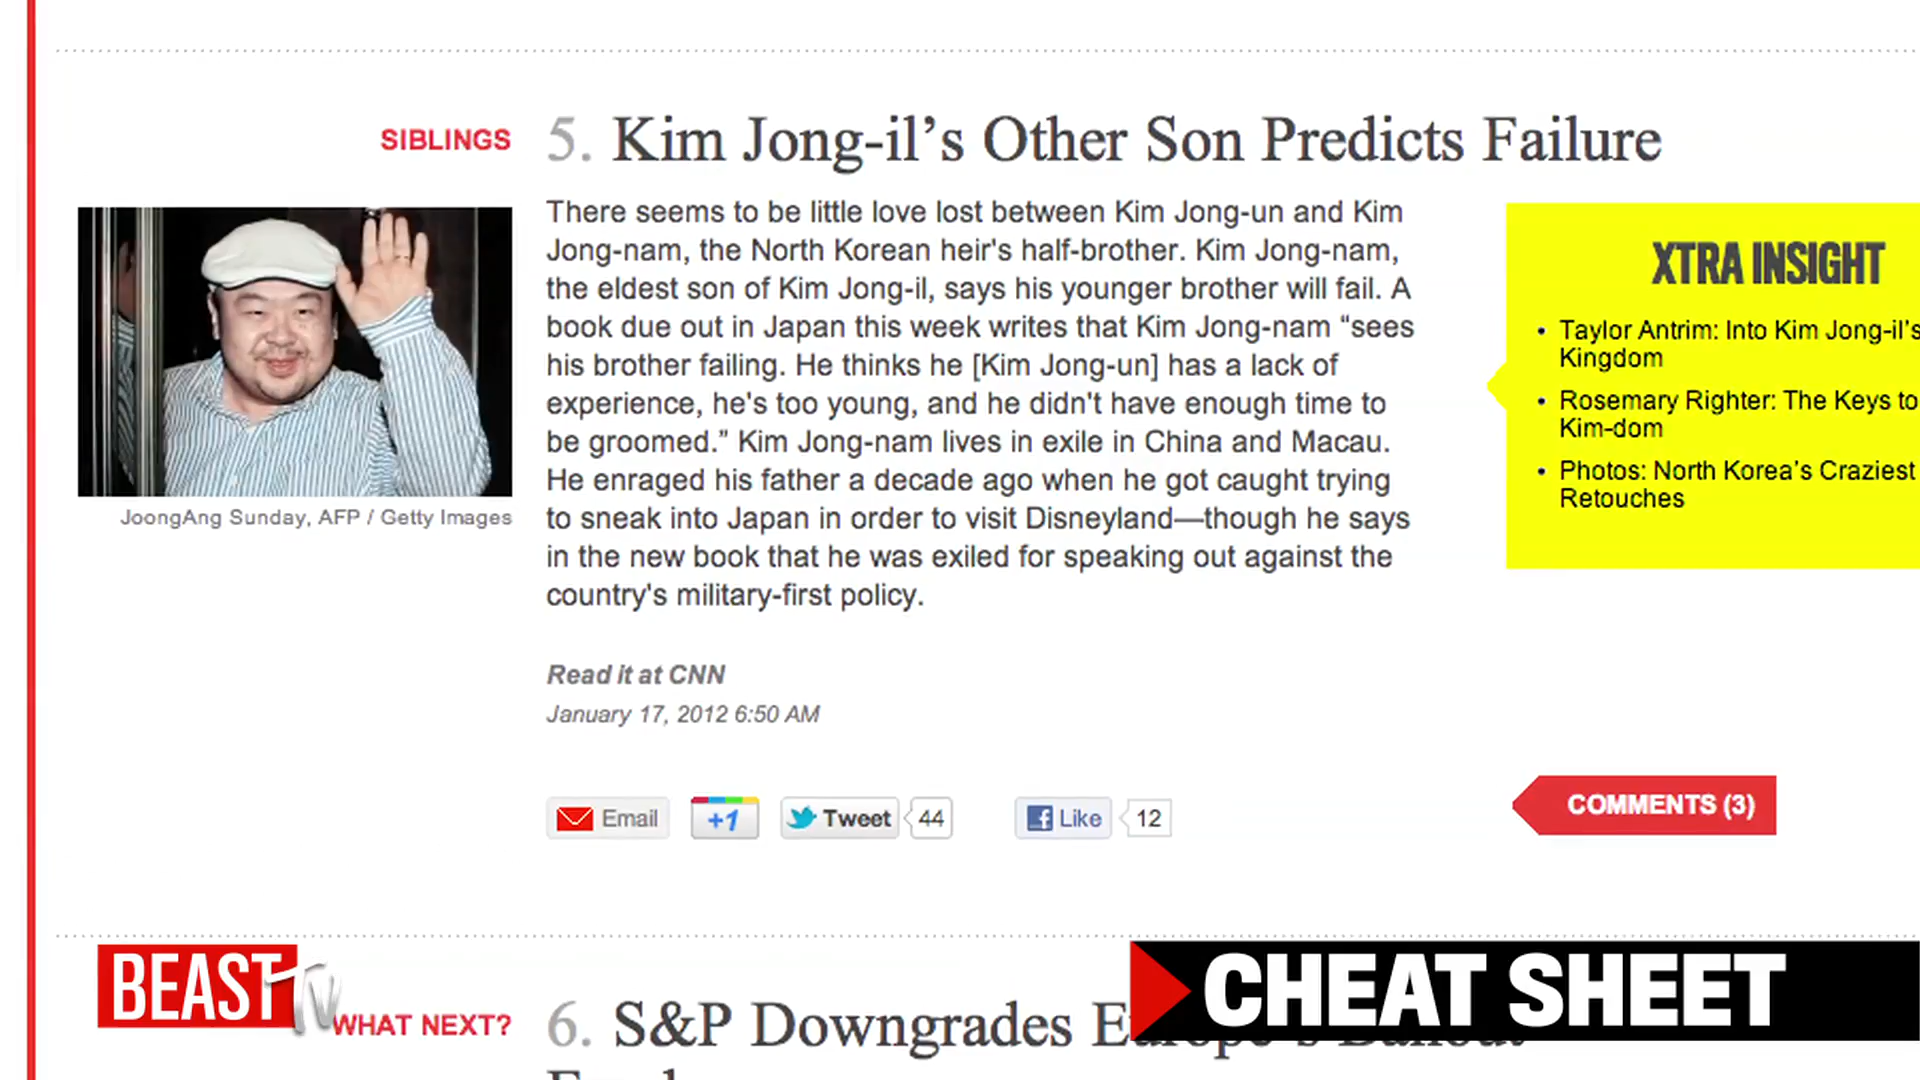 SIBLINGS
5. Kim Jong-il’s Other Son Predicts Failure
There seems to be little love lost between Kim Jong-un and Kim
Jong-nam, the North Korean heir's half-brother. Kim Jong-nam,
the eldest son of Kim Jong-il, says his younger brother will fail. A
book due out in Japan this week writes that Kim Jong-nam “sees
his brother failing. He thinks he [Kim Jong-un] has a lack of
experience, he's too young, and he didn't have enough time to
be groomed.” Kim Jong-nam lives in exile in China and Macau.
He enraged his father a decade ago when he got caught trying
to sneak into Japan in order to visit Disneyland—though he says
in the new book that he was exiled for speaking out against the
country's military-first policy.
JoongAng Sunday, AFP / Getty Images
XTRA INSIGHT
• Taylor Antrim: Into Kim Jong-il’s
Kingdom
• Rosemary Righter: The Keys to
Kim-dom
• Photos: North Korea’s Craziest
Retouches
Read it at CNN
January 17, 2012 6:50 AM
Email
+1
Tweet
44
Like
12
COMMENTS (3)
BEAST TV
CHEAT SHEET
WHAT NEXT?
6. S&P Downgrades